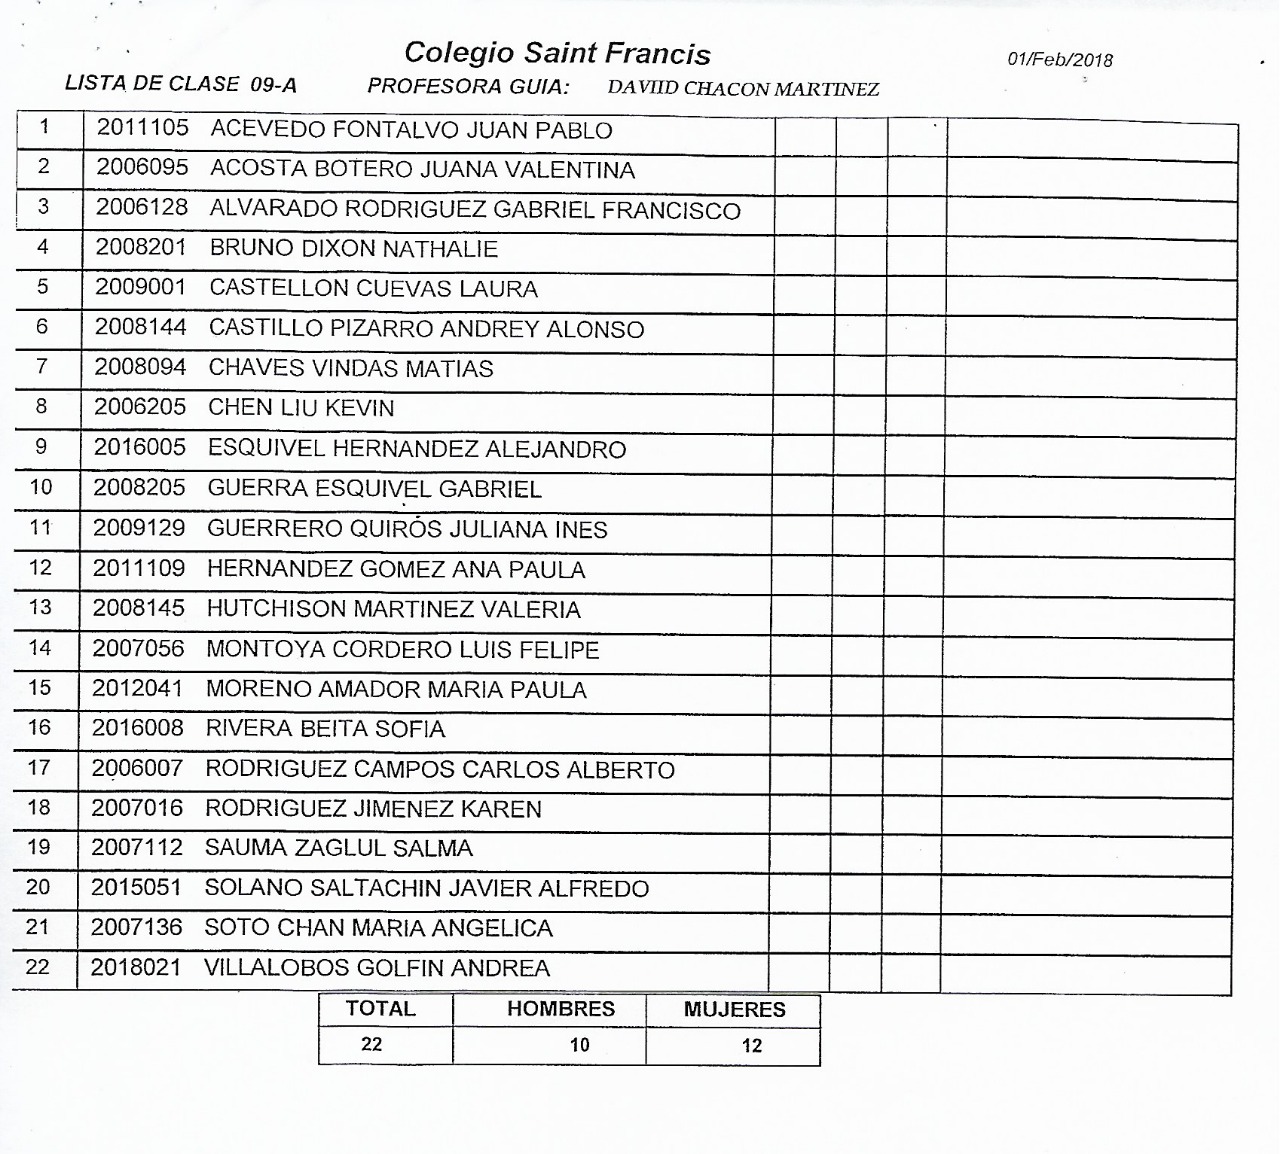 Colegio Saint Francis
01/Feb/2018
LISTA DE CLASE 09-A PROFESORA GUIA: DAVIID CHACON MARTINEZ
1 2011105 ACEVEDO FONTALVO JUAN PABLO
2 2006095 ACOSTA BOTERO JUANA VALENTINA
3 2006128 ALVARADO RODRIGUEZ GABRIEL FRANCISCO
4 2008201 BRUNO DIXON NATHALIE
5 2009001 CASTELLON CUEVAS LAURA
6 2008144 CASTILLO PIZARRO ANDREY ALONSO
7 2008094 CHAVES VINDAS MATIAS
8 2006205 CHEN LIU KEVIN
9 2016005 ESQUIVEL HERNANDEZ ALEJANDRO
10 2008205 GUERRA ESQUIVEL GABRIEL
11 2009129 GUERRERO QUIRÓS JULIANA INES
12 2011109 HERNANDEZ GOMEZ ANA PAULA
13 2008145 HUTCHISON MARTINEZ VALERIA
14 2007056 MONTOYA CORDERO LUIS FELIPE
15 2012041 MORENO AMADOR MARIA PAULA
16 2016008 RIVERA BEITA SOFIA
17 2006007 RODRIGUEZ CAMPOS CARLOS ALBERTO
18 2007016 RODRIGUEZ JIMENEZ KAREN
19 2007112 SAUMA ZAGLUL SALMA
20 2015051 SOLANO SALTACHIN JAVIER ALFREDO
21 2007136 SOTO CHAN MARIA ANGELICA
22 2018021 VILLALOBOS GOLFIN ANDREA
TOTAL HOMBRES MUJERES
22 10 12